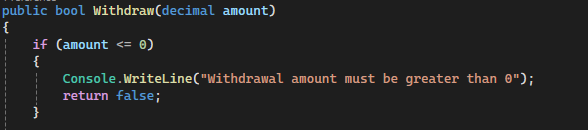 public bool Withdraw(decimal amount)
{
    if (amount <= 0)
    {
        Console.WriteLine("Withdrawal amount must be greater than 0");
        return false;
    }